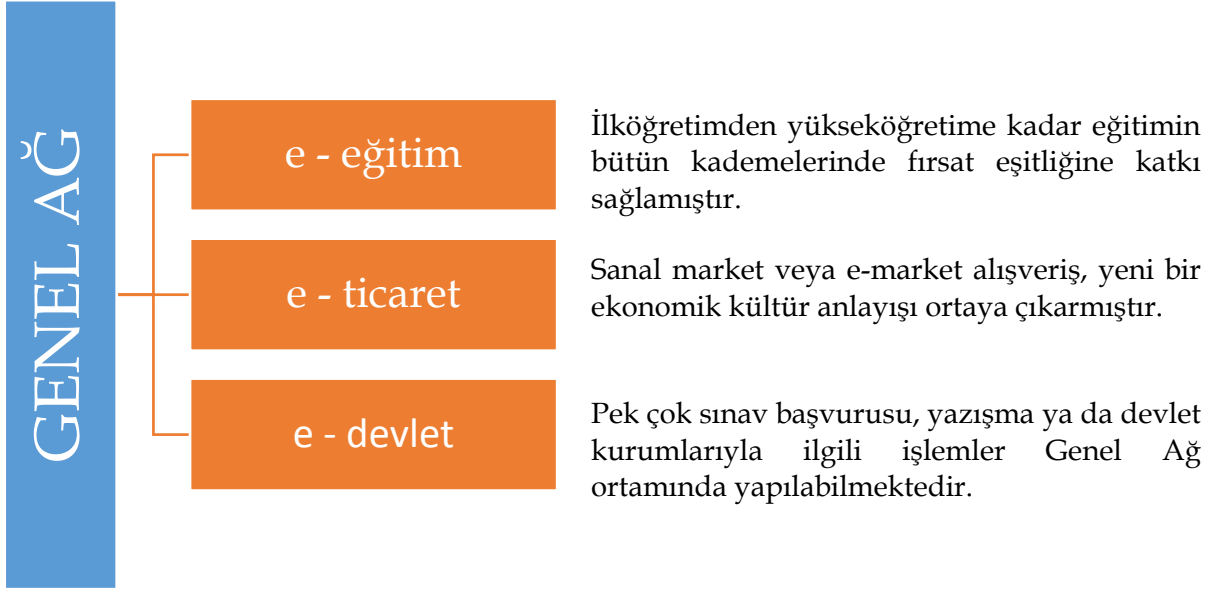 GENEL AĞ
e - eğitim
İlköğretimden yükseköğretime kadar eğitimin
bütün kademelerinde fırsat eşitliğine katkı
sağlamıştır.
e - ticaret
Sanal market veya e-market alışveriş, yeni bir
ekonomik kültür anlayışı ortaya çıkarmıştır.
e - devlet
Pek çok sınav başvurusu, yazışma ya da devlet
kurumlarıyla ilgili işlemler Genel Ağ
ortamında yapılabilmektedir.